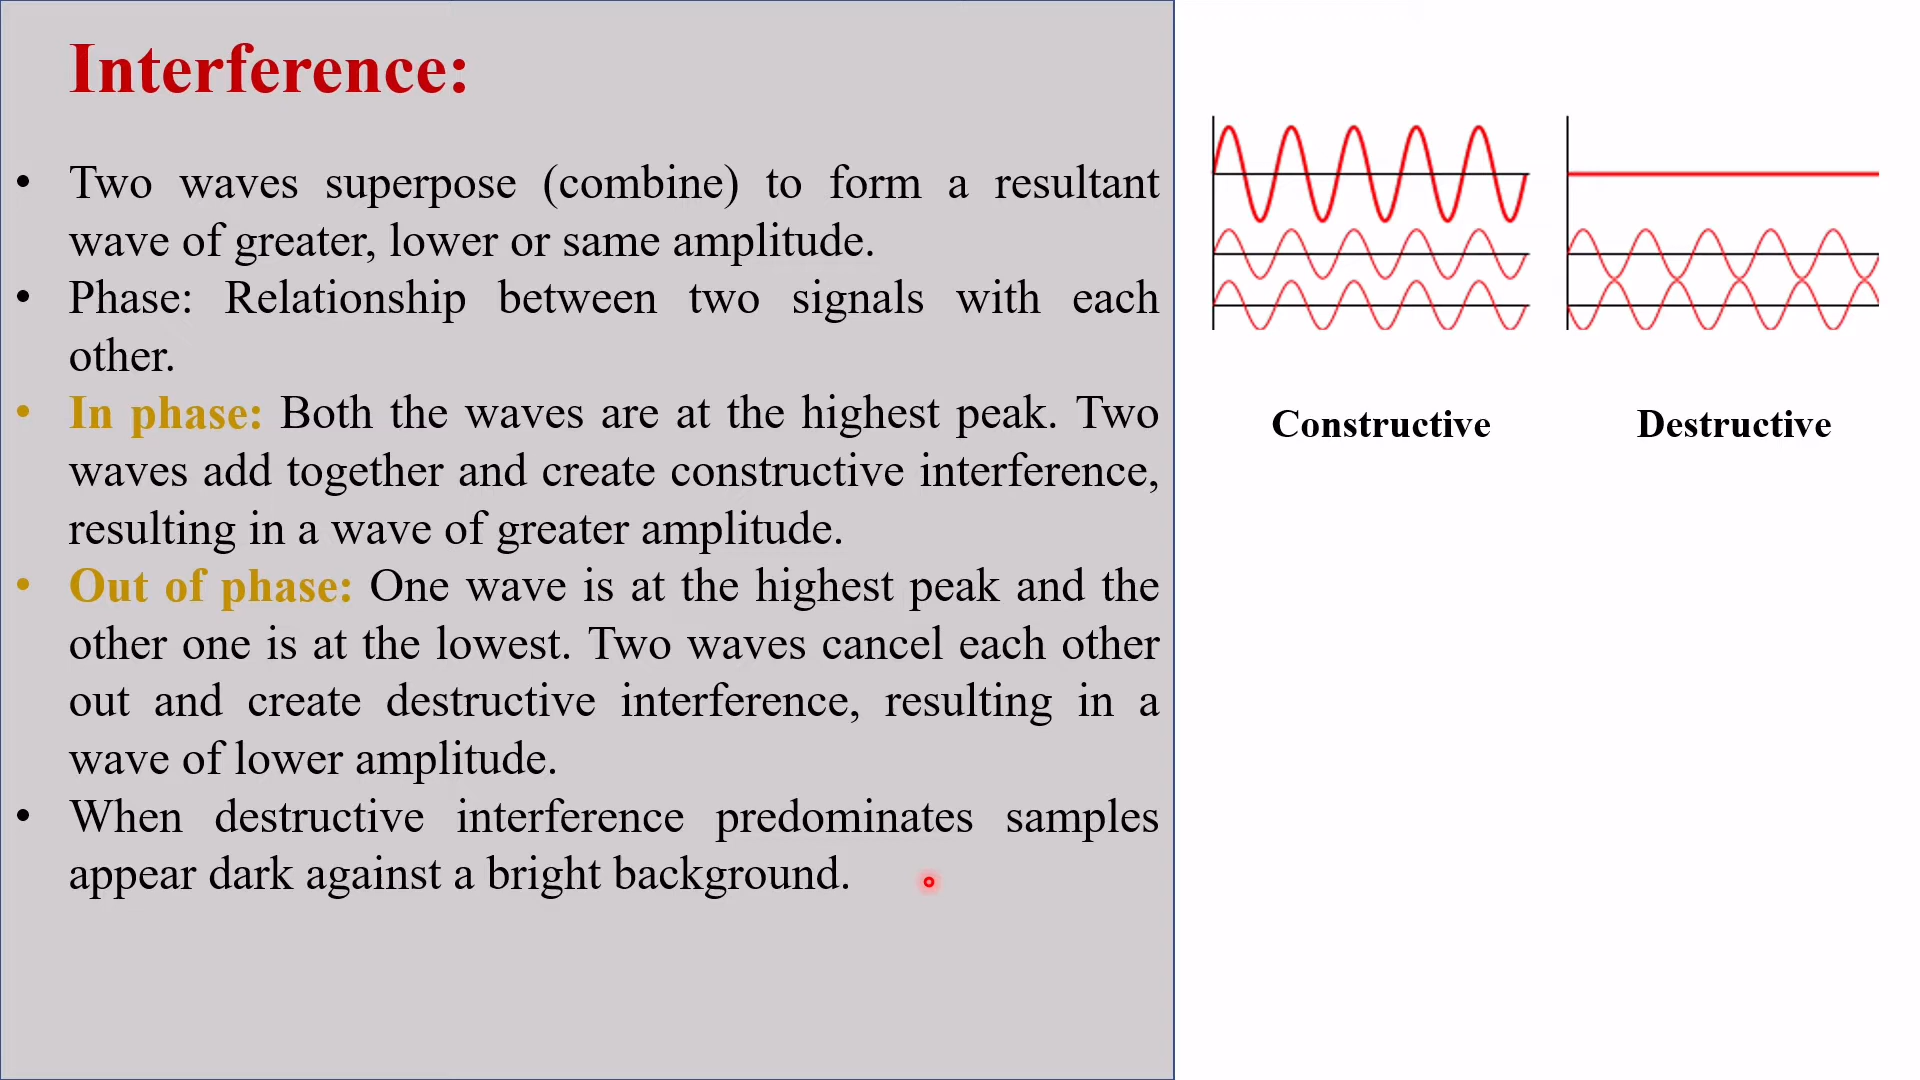 Interference:
• Two waves superpose (combine) to form a resultant
wave of greater, lower or same amplitude.
• Phase: Relationship between two signals with each
other.
• In phase: Both the waves are at the highest peak. Two
waves add together and create constructive interference,
resulting in a wave of greater amplitude.
• Out of phase: One wave is at the highest peak and the
other one is at the lowest. Two waves cancel each other
out and create destructive interference, resulting in a
wave of lower amplitude.
• When destructive interference predominates samples
appear dark against a bright background.
Constructive
Destructive